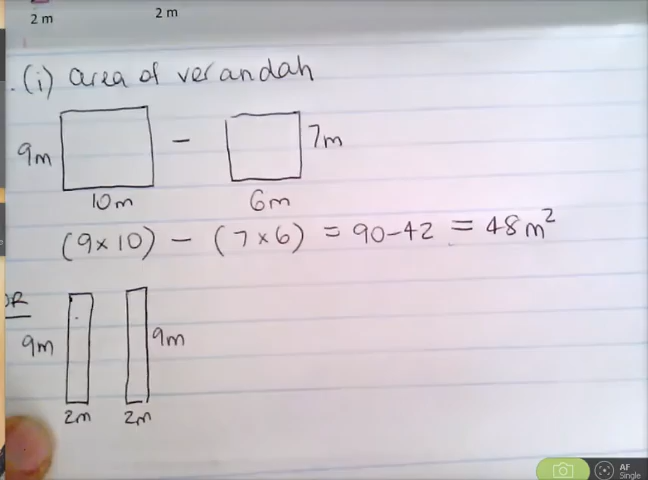 2 m 2 m
.(i) area of verandah
9m - 7m
10m 6m
(9×10) - (7×6) = 90-42 = 48m²
OR
9m 9m
2m 2m
AF
Single